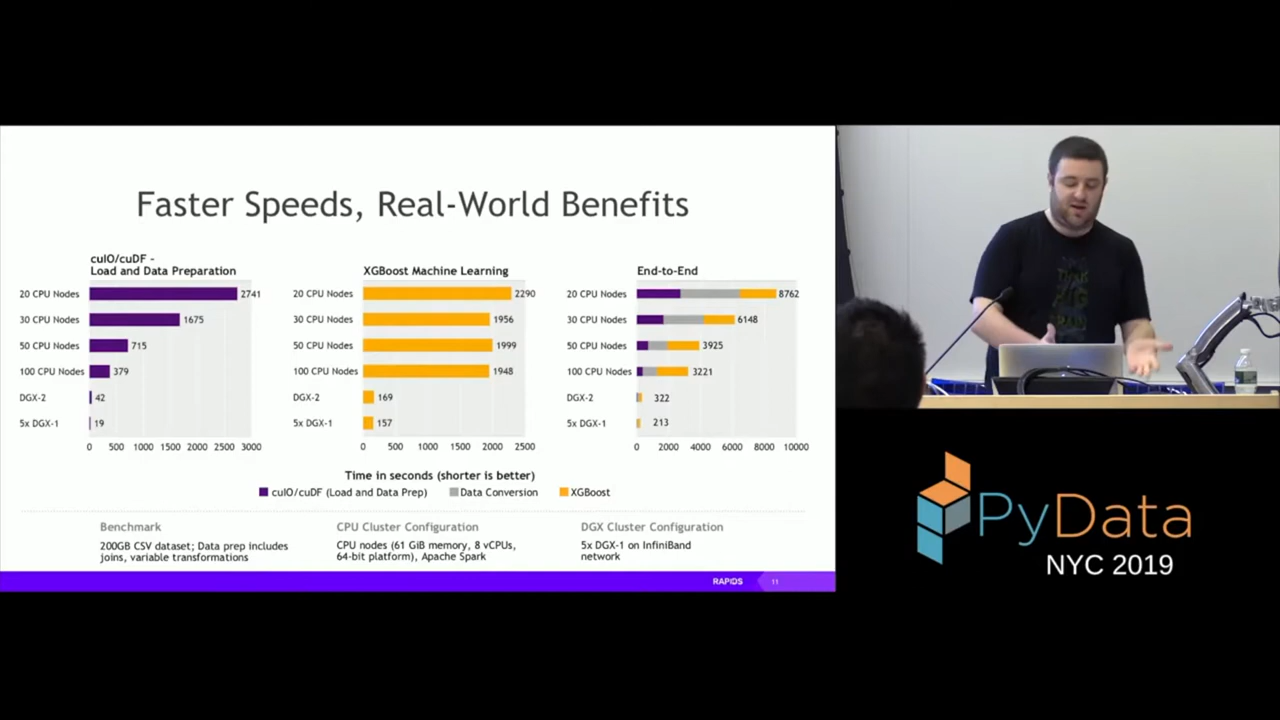 Faster Speeds, Real-World Benefits
cuIO/cuDF -
Load and Data Preparation
20 CPU Nodes 2741
30 CPU Nodes 1675
50 CPU Nodes 715
100 CPU Nodes 379
DGX-2 42
5x DGX-1 19
0 500 1000 1500 2000 2500 3000
XGBoost Machine Learning
20 CPU Nodes 2290
30 CPU Nodes 1956
50 CPU Nodes 1999
100 CPU Nodes 1948
DGX-2 169
5x DGX-1 157
0 500 1000 1500 2000 2500
End-to-End
20 CPU Nodes 8762
30 CPU Nodes 6148
50 CPU Nodes 3925
100 CPU Nodes 3221
DGX-2 322
5x DGX-1 213
0 2000 4000 6000 8000 10000
Time in seconds (shorter is better)
cuIO/cuDF (Load and Data Prep) Data Conversion XGBoost
Benchmark
200GB CSV dataset; Data prep includes
joins, variable transformations
CPU Cluster Configuration
CPU nodes (61 GiB memory, 8 vCPUs,
64-bit platform), Apache Spark
DGX Cluster Configuration
5x DGX-1 on InfiniBand
network
RAPIDS 11
PyData
NYC 2019